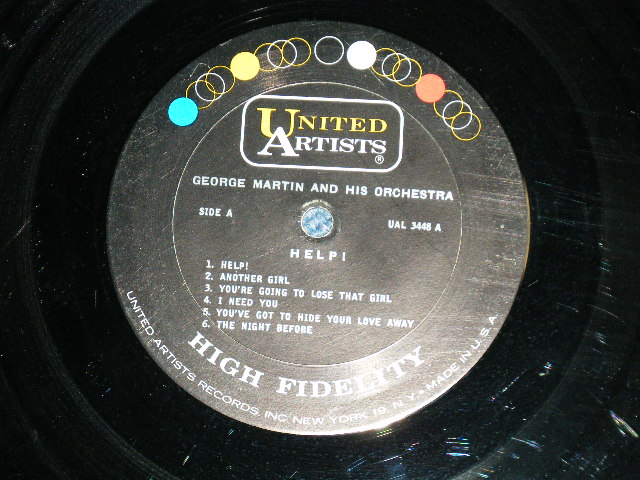 UNITED
ARTISTS®
GEORGE MARTIN AND HIS ORCHESTRA
SIDE A
UAL 3448 A
HELP!
1. HELP!
2. ANOTHER GIRL
3. YOU'RE GOING TO LOSE THAT GIRL
4. I NEED YOU
5. YOU'VE GOT TO HIDE YOUR LOVE AWAY
6. THE NIGHT BEFORE
HIGH FIDELITY
UNITED ARTISTS RECORDS, INC. NEW YORK 19, N.Y. • MADE IN U.S.A.